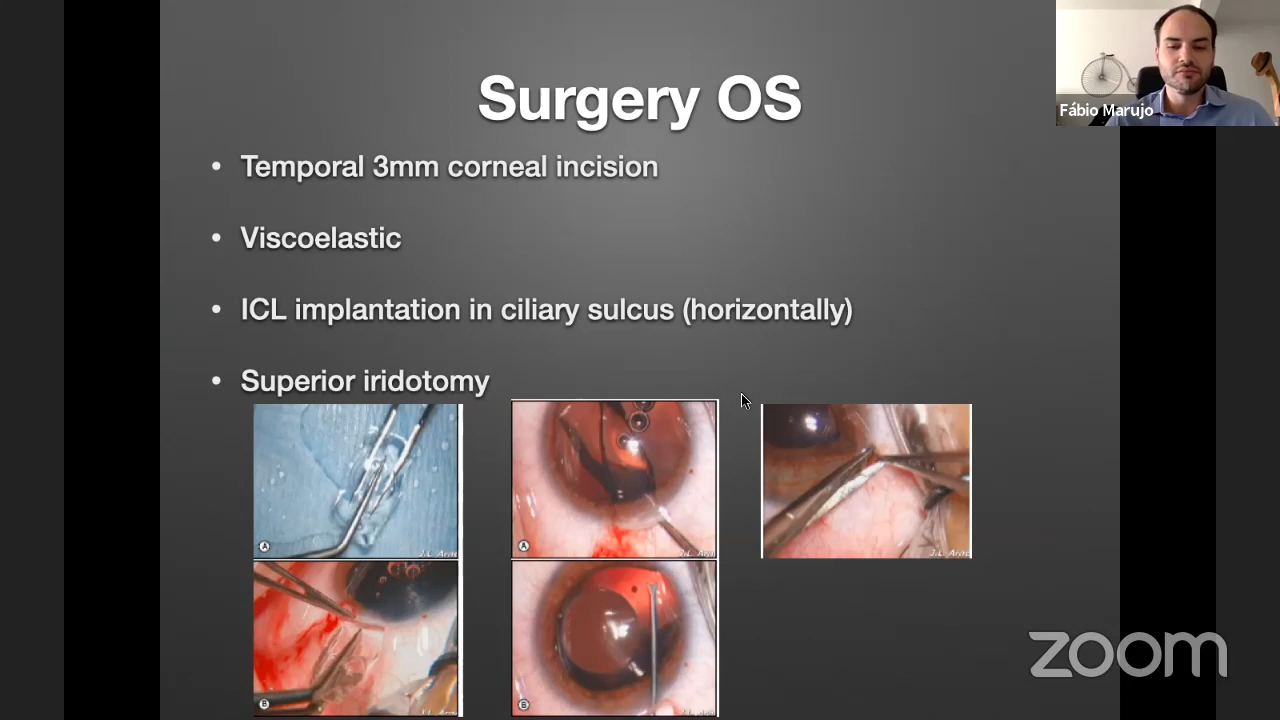 Surgery OS
Fábio Marujo
• Temporal 3mm corneal incision
• Viscoelastic
• ICL implantation in ciliary sulcus (horizontally)
• Superior iridotomy
A
A
B
B
zoom